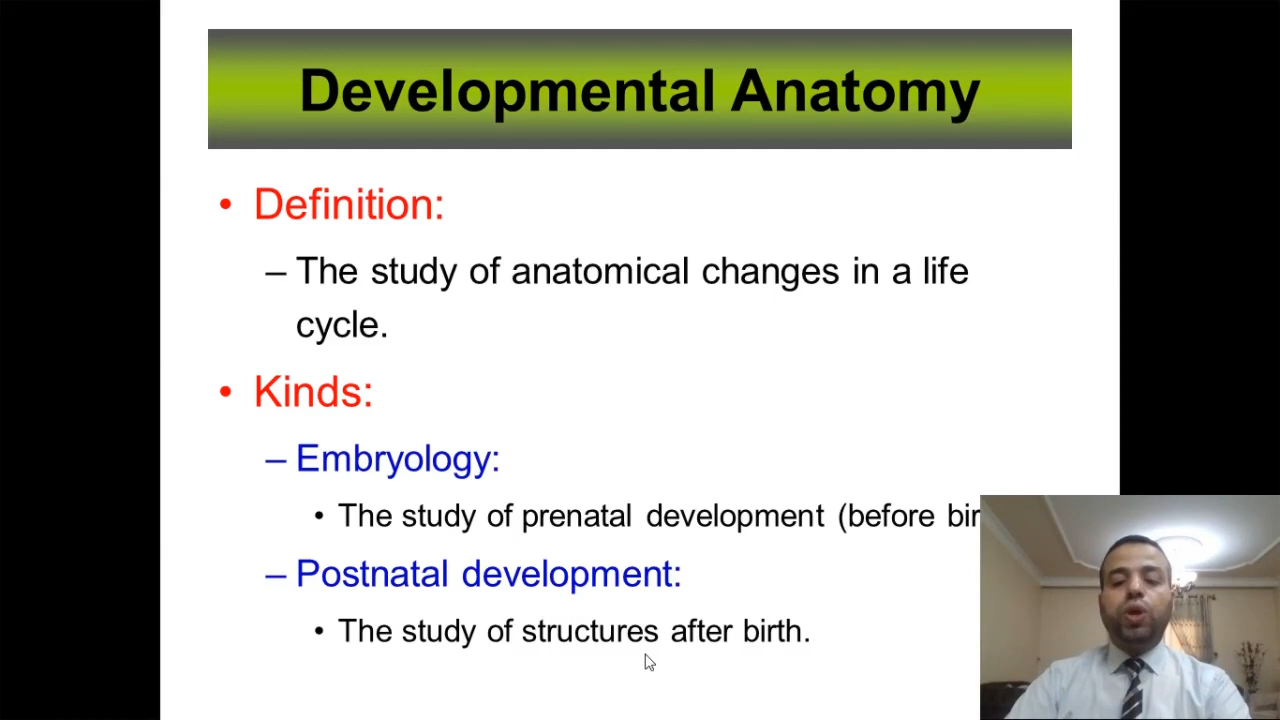 Developmental Anatomy
• Definition:
– The study of anatomical changes in a life
cycle.
• Kinds:
– Embryology:
• The study of prenatal development (before
– Postnatal development:
• The study of structures after birth.